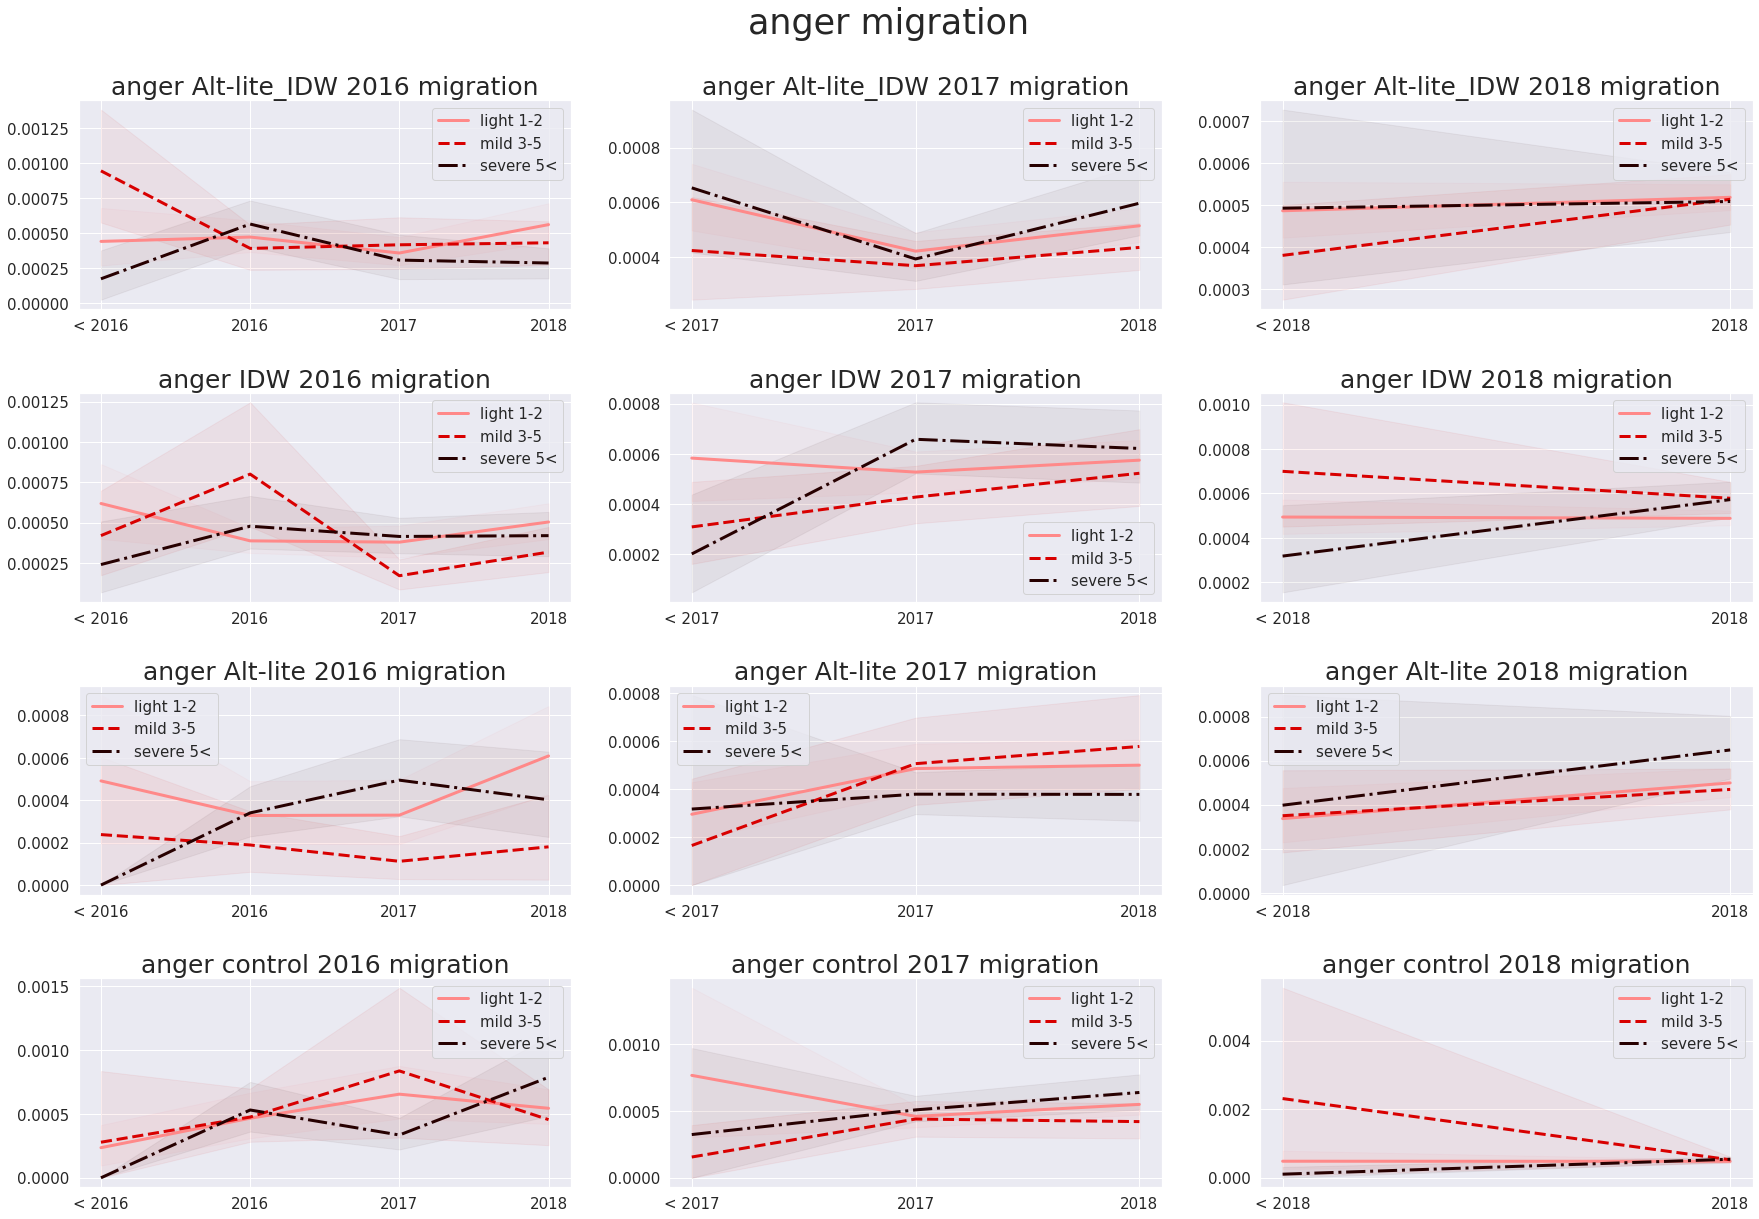 anger migration
anger Alt-lite_IDW 2016 migration
0.00125
0.00100
0.00075
0.00050
0.00025
0.00000
light 1-2
mild 3-5
severe 5<
< 2016
2016
2017
2018
anger Alt-lite_IDW 2017 migration
0.0008
0.0006
0.0004
light 1-2
mild 3-5
severe 5<
< 2017
2017
2018
anger Alt-lite_IDW 2018 migration
0.0007
0.0006
0.0005
0.0004
0.0003
light 1-2
mild 3-5
severe 5<
< 2018
2018
anger IDW 2016 migration
0.00125
0.00100
0.00075
0.00050
0.00025
light 1-2
mild 3-5
severe 5<
< 2016
2016
2017
2018
anger IDW 2017 migration
0.0008
0.0006
0.0004
0.0002
light 1-2
mild 3-5
severe 5<
< 2017
2017
2018
anger IDW 2018 migration
0.0010
0.0008
0.0006
0.0004
0.0002
light 1-2
mild 3-5
severe 5<
< 2018
2018
anger Alt-lite 2016 migration
0.0008
0.0006
0.0004
0.0002
0.0000
light 1-2
mild 3-5
severe 5<
< 2016
2016
2017
2018
anger Alt-lite 2017 migration
0.0008
0.0006
0.0004
0.0002
0.0000
light 1-2
mild 3-5
severe 5<
< 2017
2017
2018
anger Alt-lite 2018 migration
0.0008
0.0006
0.0004
0.0002
0.0000
light 1-2
mild 3-5
severe 5<
< 2018
2018
anger control 2016 migration
0.0015
0.0010
0.0005
0.0000
light 1-2
mild 3-5
severe 5<
< 2016
2016
2017
2018
anger control 2017 migration
0.0010
0.0005
0.0000
light 1-2
mild 3-5
severe 5<
< 2017
2017
2018
anger control 2018 migration
0.004
0.002
0.000
light 1-2
mild 3-5
severe 5<
< 2018
2018